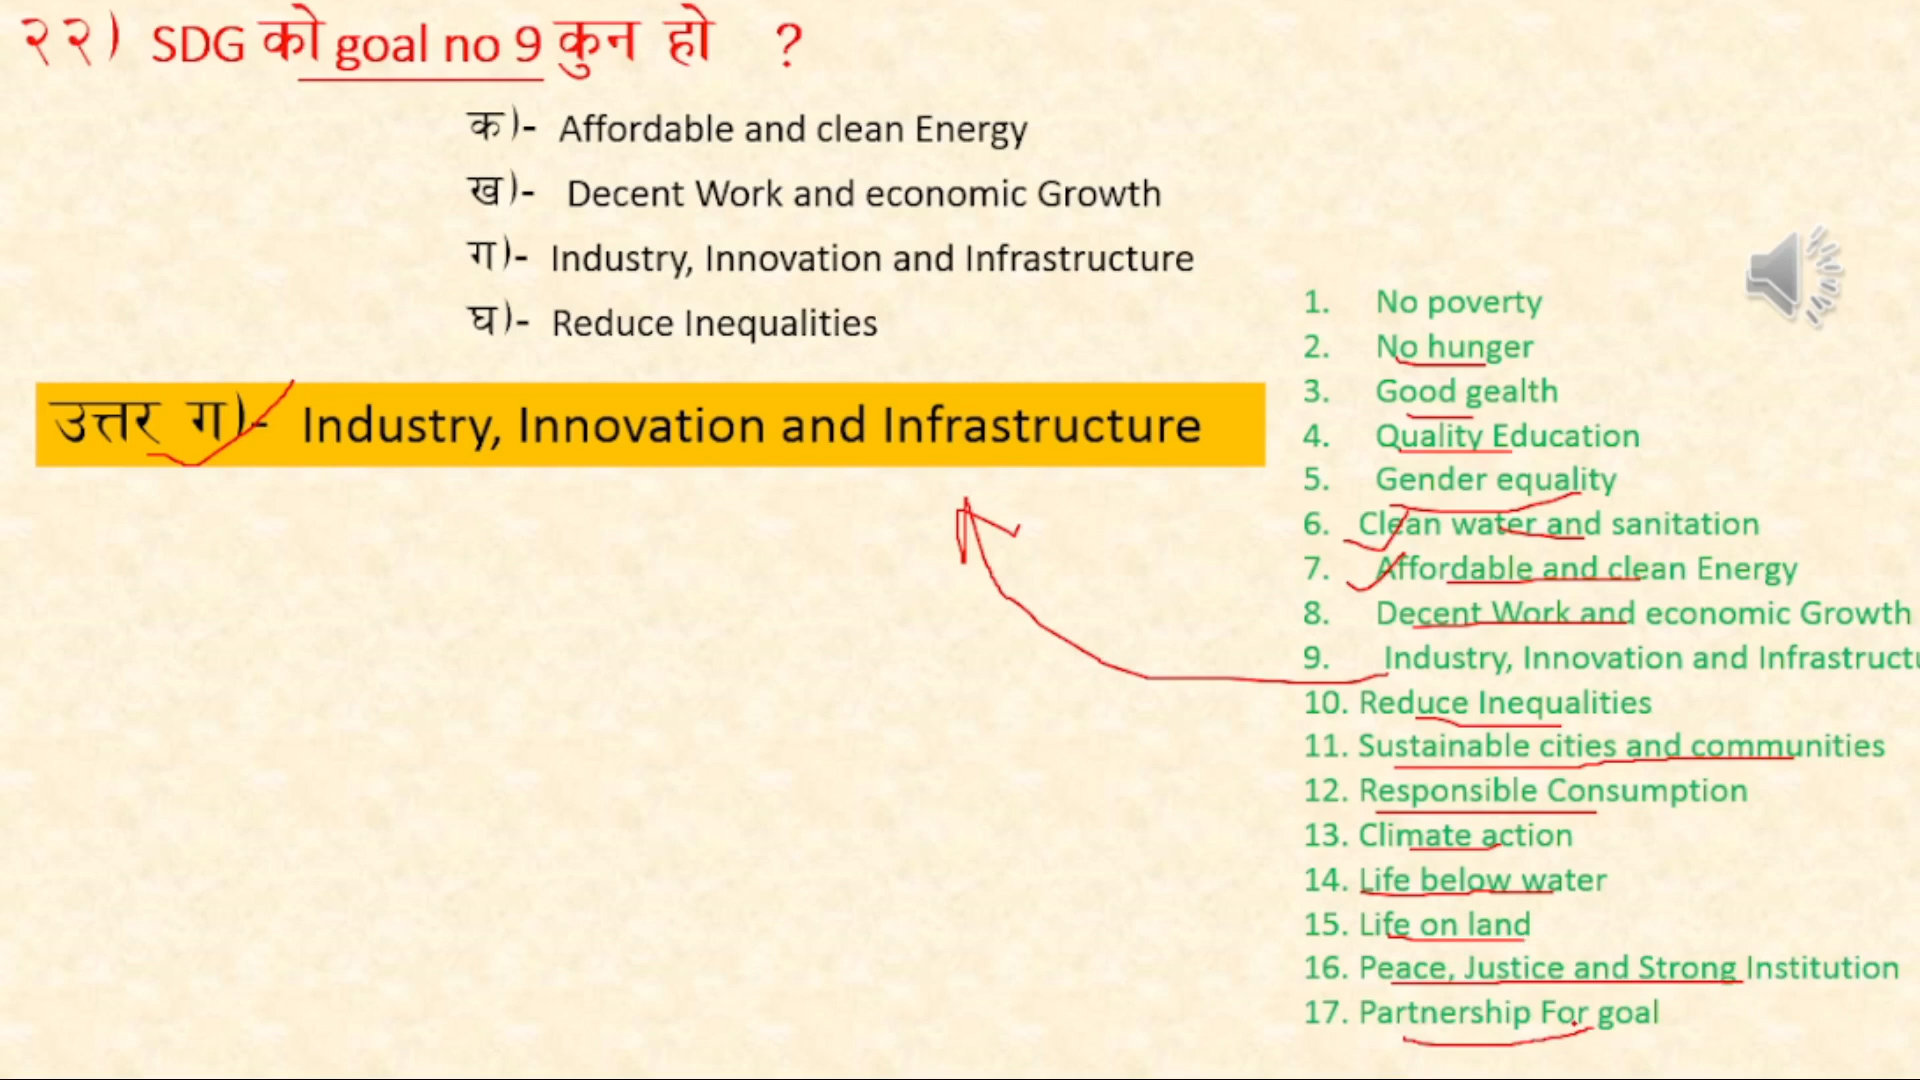 २२) SDG को goal no 9 कुन हो ?
क)- Affordable and clean Energy
ख)- Decent Work and economic Growth
ग)- Industry, Innovation and Infrastructure
घ)- Reduce Inequalities
उत्तर ग)- Industry, Innovation and Infrastructure
1. No poverty
2. No hunger
3. Good gealth
4. Quality Education
5. Gender equality
6. Clean water and sanitation
7. Affordable and clean Energy
8. Decent Work and economic Growth
9. Industry, Innovation and Infrastructu
10. Reduce Inequalities
11. Sustainable cities and communities
12. Responsible Consumption
13. Climate action
14. Life below water
15. Life on land
16. Peace, Justice and Strong Institution
17. Partnership For goal